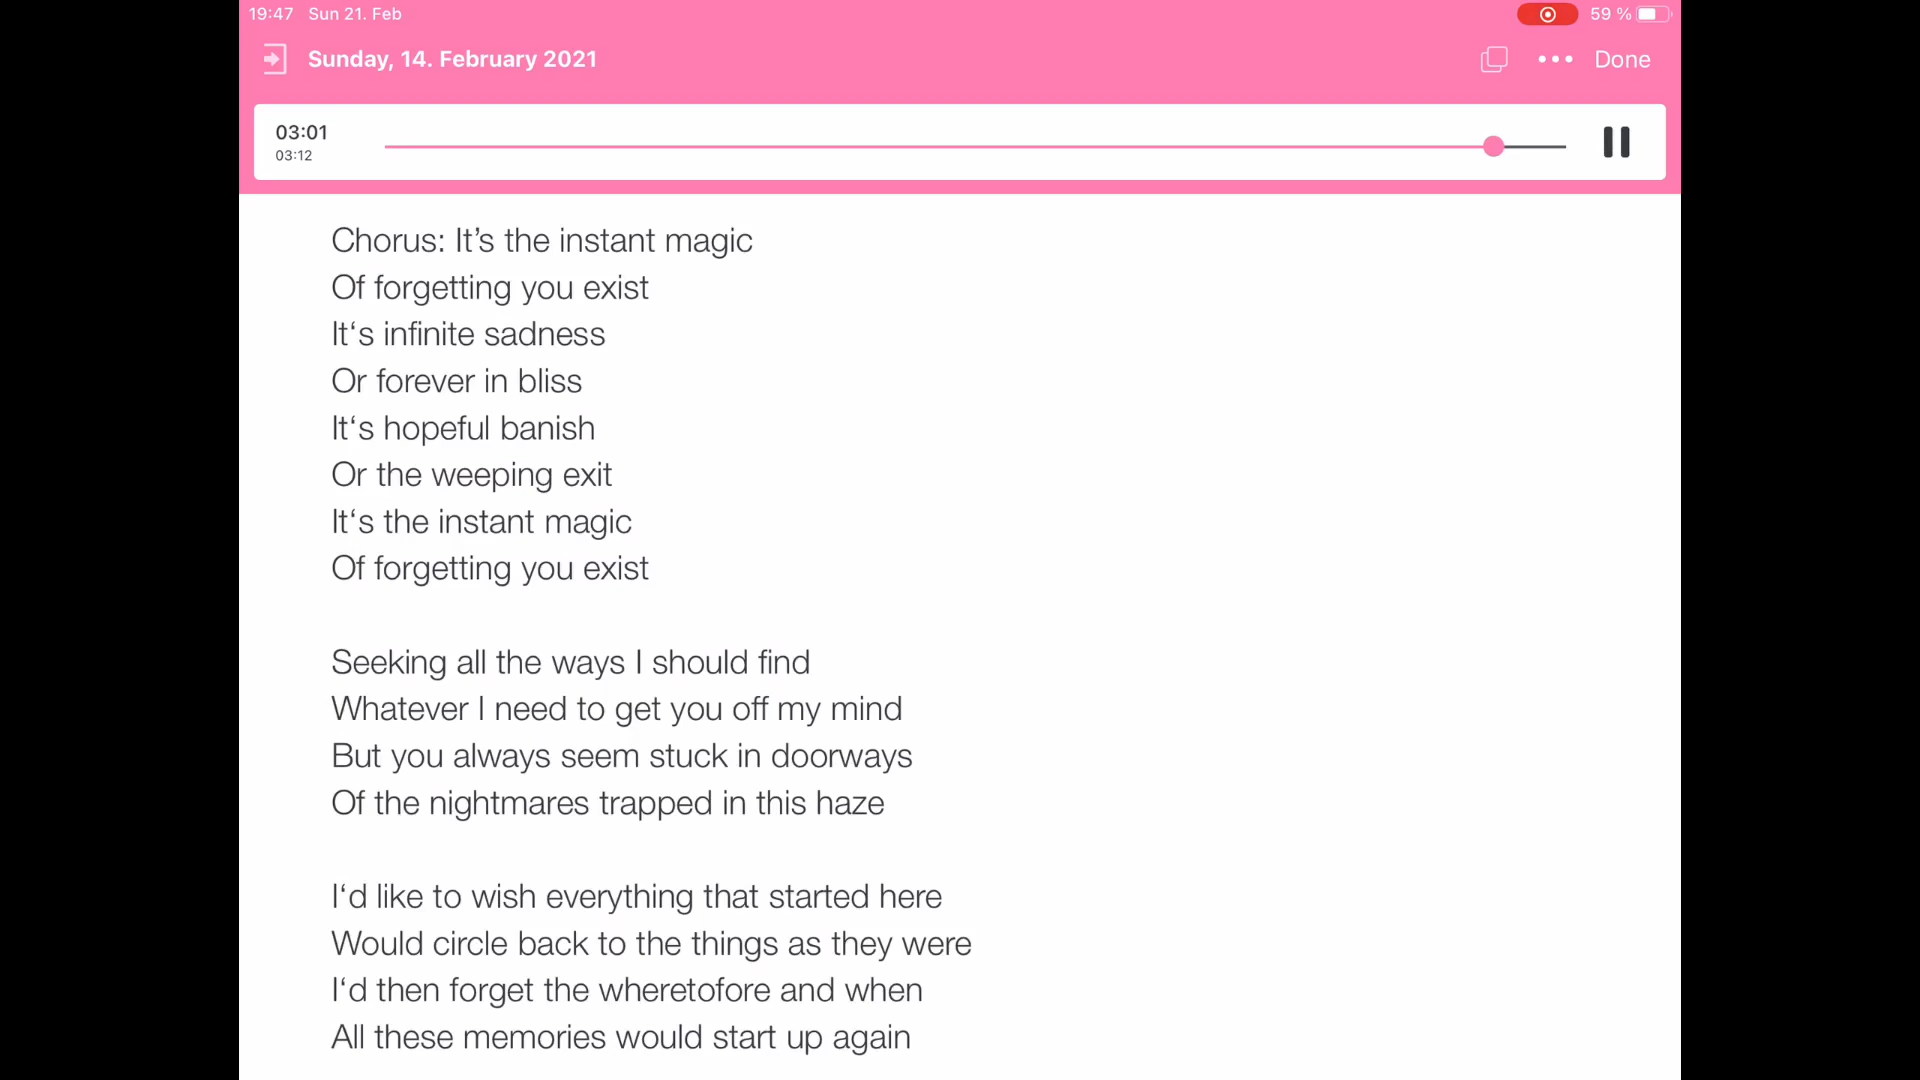 19:47 Sun 21. Feb
59 %
Sunday, 14. February 2021
Done
03:01
03:12
Chorus: It’s the instant magic
Of forgetting you exist
It‘s infinite sadness
Or forever in bliss
It‘s hopeful banish
Or the weeping exit
It‘s the instant magic
Of forgetting you exist
Seeking all the ways I should find
Whatever I need to get you off my mind
But you always seem stuck in doorways
Of the nightmares trapped in this haze
I‘d like to wish everything that started here
Would circle back to the things as they were
I‘d then forget the wheretofore and when
All these memories would start up again